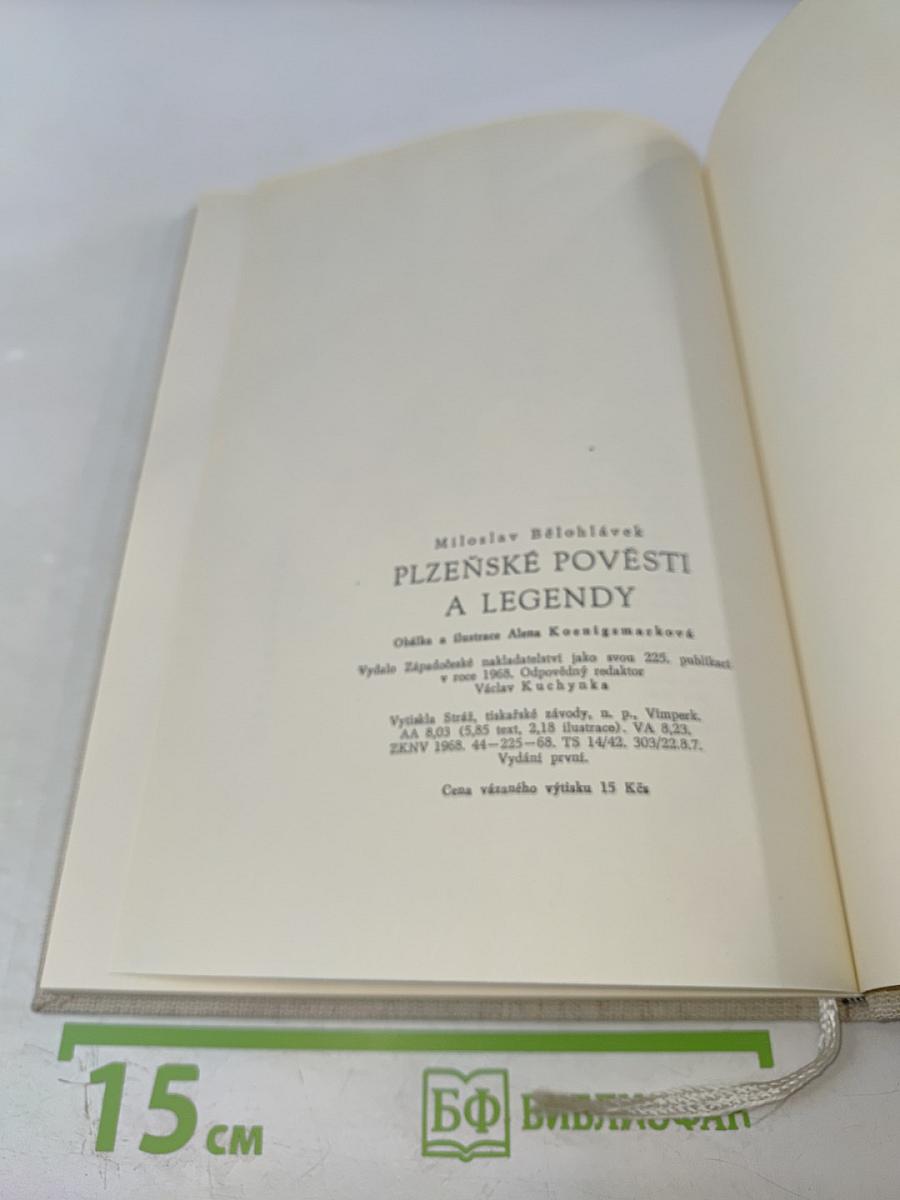 Miloslav Bělohlávek
PLZEŇSKÉ POVĚSTI
A LEGENDY
Obálka a ilustrace Alena Koenigsmarková
Vydalo Západočeské nakladatelství jako svou 225. publikaci
v roce 1968. Odpovědný redaktor
Václav Kuchynka
Vytiskla Stráž, tiskařské závody, n. p., Vimperk.
AA 8,03 (5,85 text, 2,18 ilustrace). VA 8,23.
ZKNV 1968. 44—225—68. TS 14/42. 303/22.8.7.
Vydání první.
Cena vázaného výtisku 15 Kčs
15 см
БФ БИБЛИОФАН